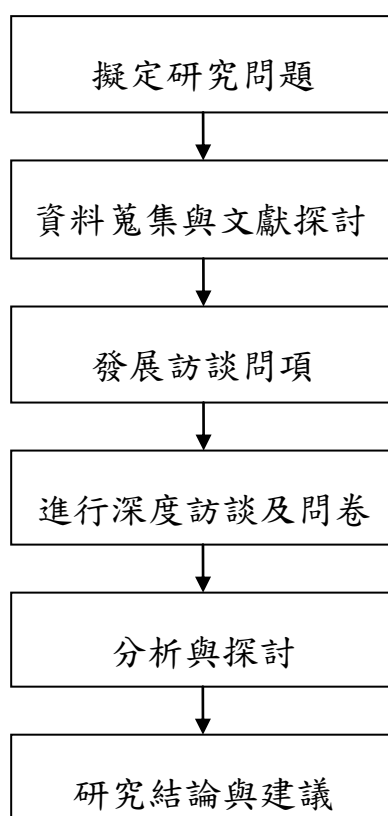 擬定研究問題
資料蒐集與文獻探討
發展訪談問項
進行深度訪談及問卷
分析與探討
研究結論與建議